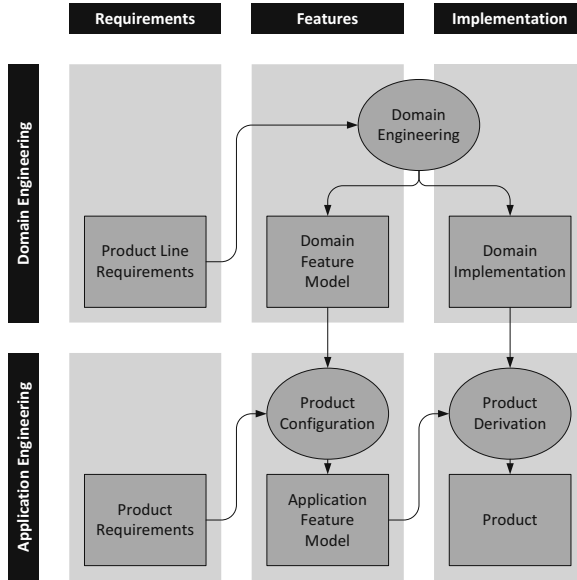 Requirements
Features
Implementation
Domain Engineering
Domain
Engineering
Product Line
Requirements
Domain
Feature
Model
Domain
Implementation
Application Engineering
Product
Configuration
Product
Derivation
Product
Requirements
Application
Feature
Model
Product